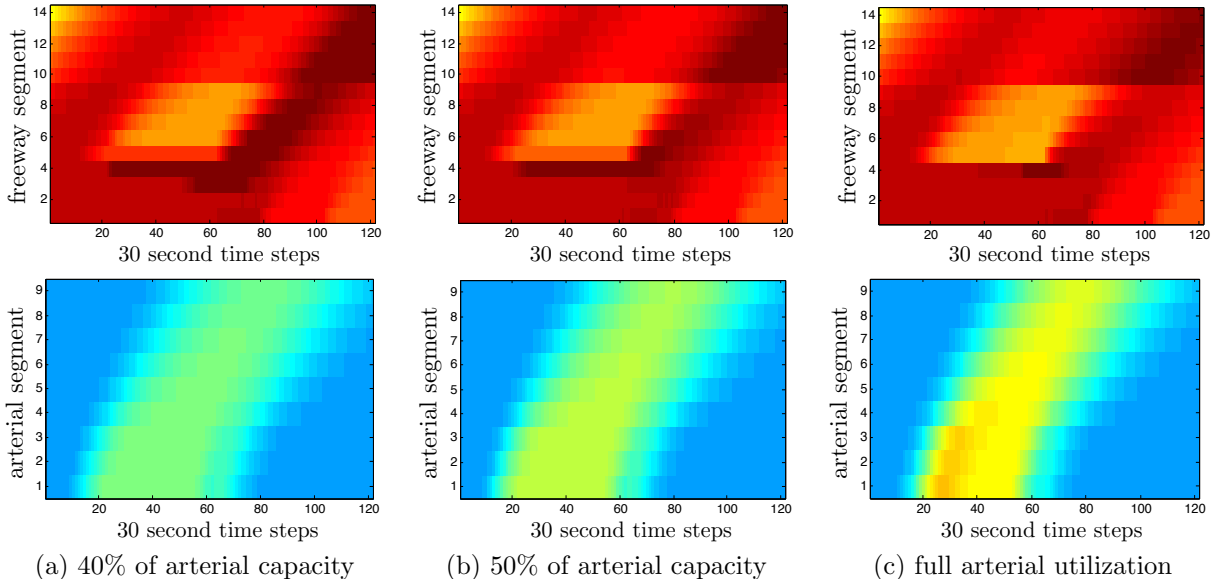 14
12
10
8
6
4
2
freeway segment
20 40 60 80 100 120
30 second time steps
14
12
10
8
6
4
2
freeway segment
20 40 60 80 100 120
30 second time steps
14
12
10
8
6
4
2
freeway segment
20 40 60 80 100 120
30 second time steps
9
8
7
6
5
4
3
2
1
arterial segment
20 40 60 80 100 120
30 second time steps
(a) 40% of arterial capacity
9
8
7
6
5
4
3
2
1
arterial segment
20 40 60 80 100 120
30 second time steps
(b) 50% of arterial capacity
9
8
7
6
5
4
3
2
1
arterial segment
20 40 60 80 100 120
30 second time steps
(c) full arterial utilization